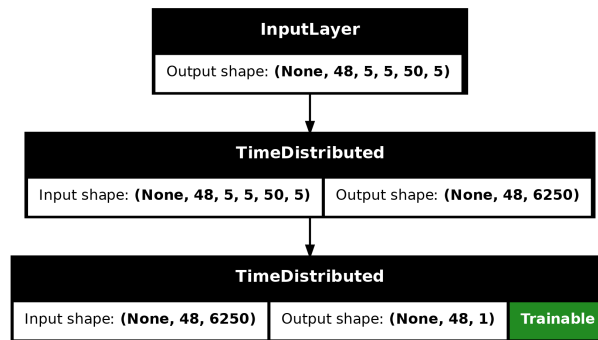 InputLayer
Output shape: (None, 48, 5, 5, 50, 5)
TimeDistributed
Input shape: (None, 48, 5, 5, 50, 5) Output shape: (None, 48, 6250)
TimeDistributed
Input shape: (None, 48, 6250) Output shape: (None, 48, 1) Trainable